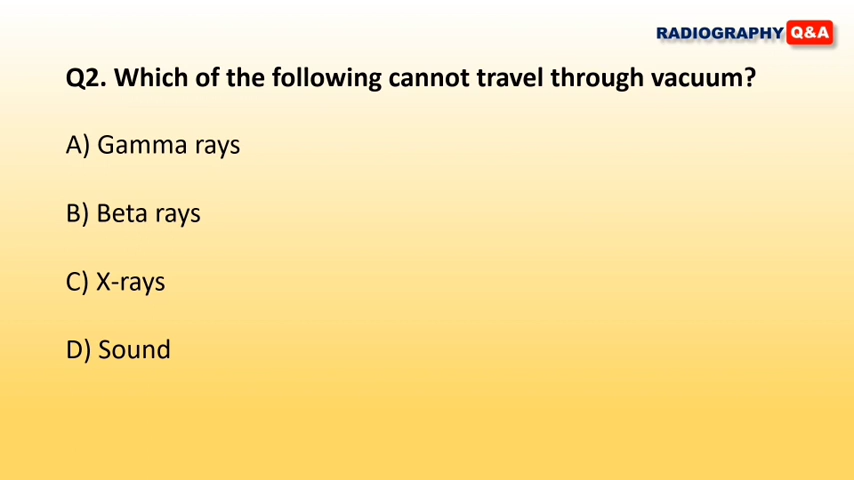 RADIOGRAPHY Q&A
Q2. Which of the following cannot travel through vacuum?
A) Gamma rays
B) Beta rays
C) X-rays
D) Sound